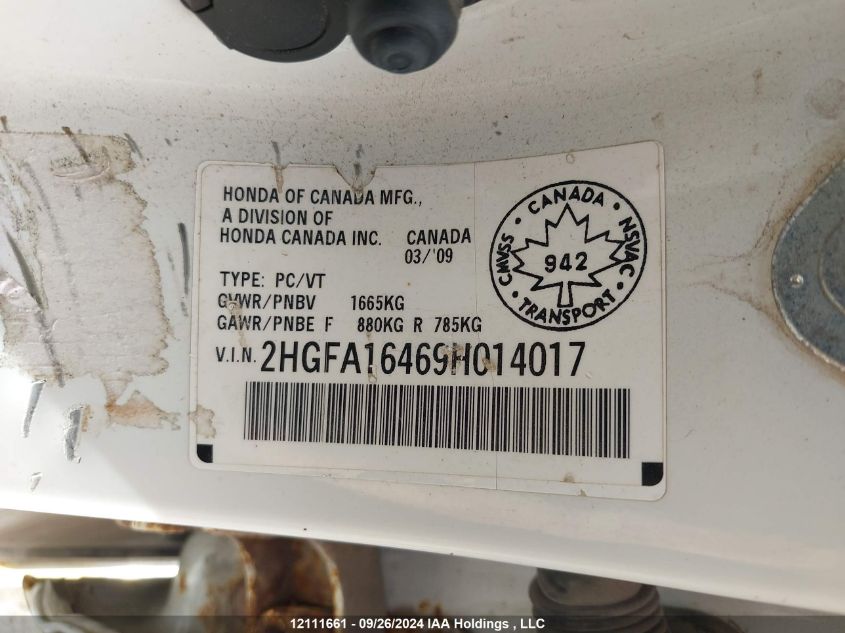 HONDA OF CANADA MFG.,
A DIVISION OF
HONDA CANADA INC. CANADA
03/'09
TYPE: PC/VT
GVWR/PNBV 1665KG
GAWR/PNBE F 880KG R 785KG
V.I.N. 2HGFA16469H014017
CANADA
CMVSS
942
NSVAC
TRANSPORT
12111661 - 09/26/2024 IAA Holdings, LLC